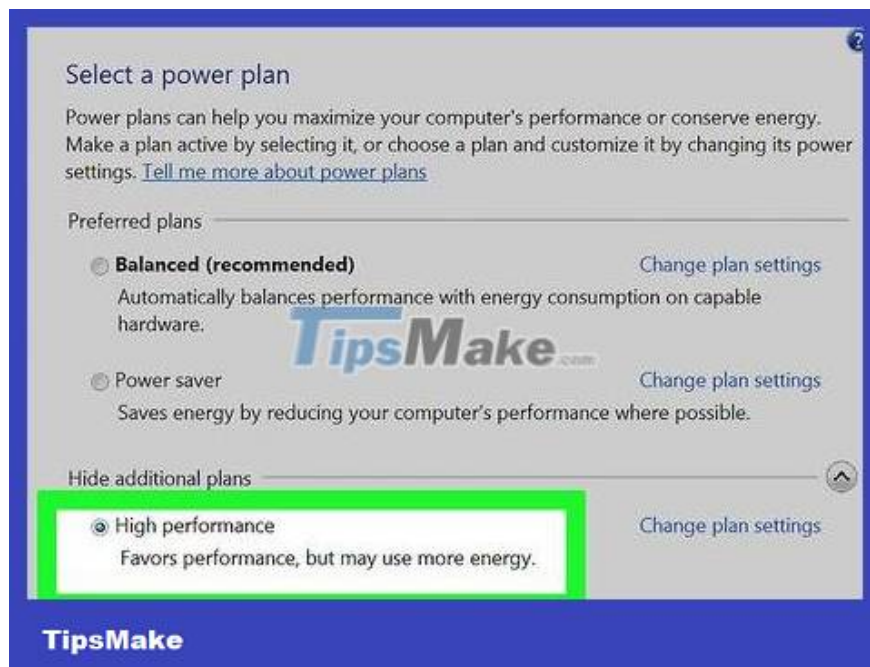 Select a power plan
Power plans can help you maximize your computer's performance or conserve energy.
Make a plan active by selecting it, or choose a plan and customize it by changing its power
settings. Tell me more about power plans
Preferred plans
Balanced (recommended) Change plan settings
Automatically balances performance with energy consumption on capable
hardware.
TipsMake.com
Power saver Change plan settings
Saves energy by reducing your computer's performance where possible.
Hide additional plans
High performance Change plan settings
Favors performance, but may use more energy.
TipsMake